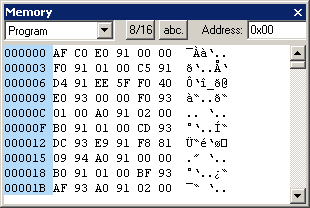 Memory
Program 8/16 abc. Address: 0x00
000000 AF C0 E0 91 00 00 ¯Àà‘..
000003 F0 91 01 00 C5 91 ð‘..Å‘
000006 D4 91 EE 5F F0 40 Ô‘î_ð@
000009 E0 93 00 00 F0 93 à“..ð“
00000C 01 00 A0 91 02 00 .. ‘..
00000F B0 91 01 00 CD 93 °‘..Í“
000012 DC 93 E9 91 F8 81 Ü“é‘ø
000015 09 94 A0 91 00 00 .” ‘..
000018 B0 91 01 00 BF 93 °‘..¿“
00001B AF 93 A0 91 02 00 ¯“ ‘..